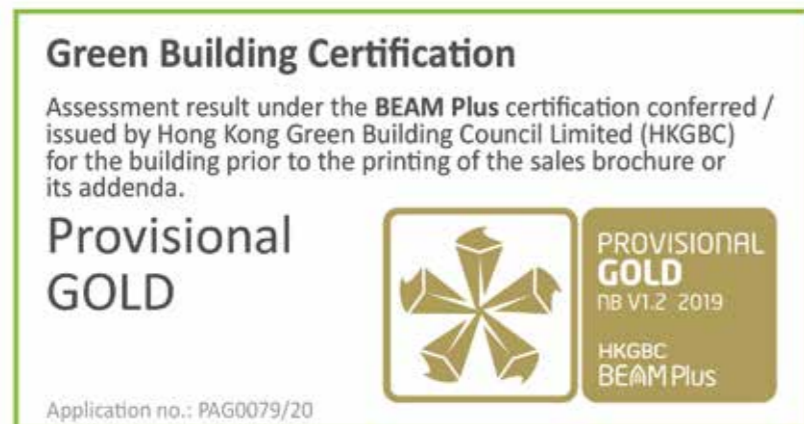 Green Building Certification
Assessment result under the BEAM Plus certification conferred /
issued by Hong Kong Green Building Council Limited (HKGBC)
for the building prior to the printing of the sales brochure or
its addenda.
Provisional
GOLD
PROVISIONAL
GOLD
NB V1.2 2019
HKGBC
BEAM Plus
Application no.: PAG0079/20